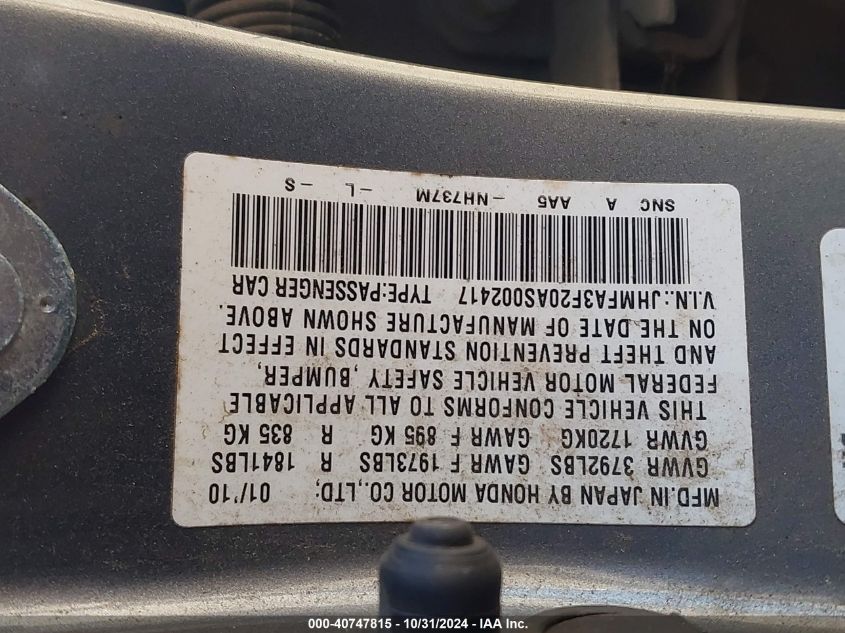 MFD.IN JAPAN BY HONDA MOTOR CO.,LTD; 01/'10
GVWR 3792LBS GAWR F 1973LBS R 1841LBS
GVWR 1720KG GAWR F 895 KG R 835 KG
THIS VEHICLE CONFORMS TO ALL APPLICABLE
FEDERAL MOTOR VEHICLE SAFETY, BUMPER,
AND THEFT PREVENTION STANDARDS IN EFFECT
ON THE DATE OF MANUFACTURE SHOWN ABOVE.
V.I.N.: JHMFA3F20AS002417 TYPE:PASSENGER CAR
SNC A AA5 -NH737M -L -S
000-40747815 - 10/31/2024 - IAA Inc.